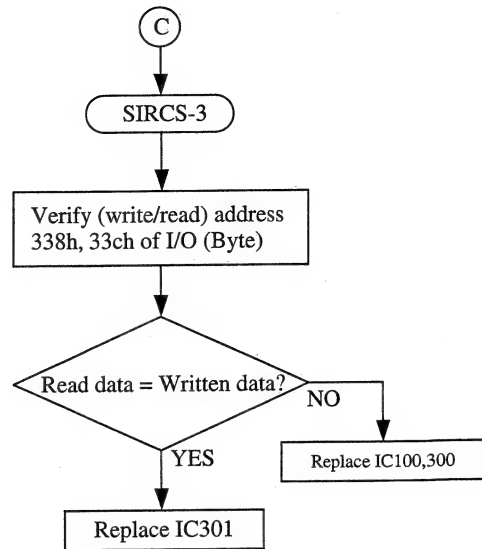 C
SIRCS-3
Verify (write/read) address
338h, 33ch of I/O (Byte)
Read data = Written data?
NO
YES
Replace IC100,300
Replace IC301